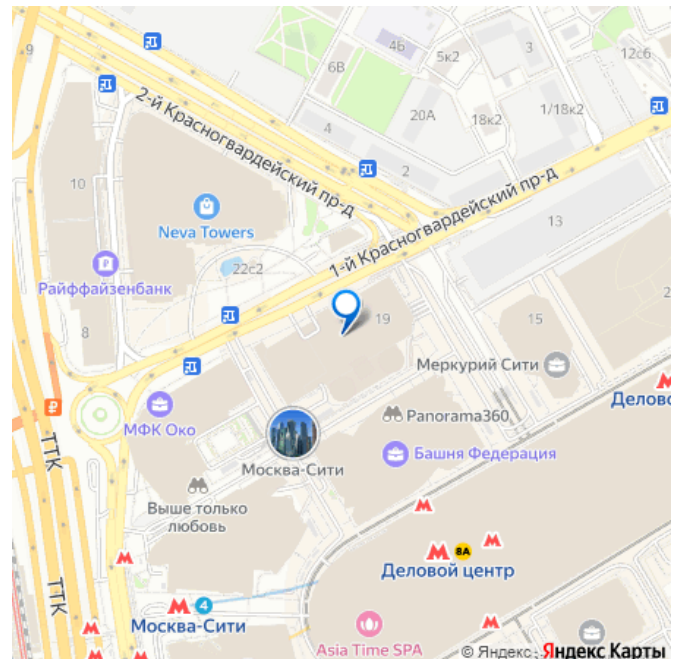 9
6В
4Б
5к2
3
12с6
20А
18к2
1/18к2
4
2
2-й Красногвардейский пр-д
10
Neva Towers
1-й Красногвардейский пр-д
13
22с2
Райффайзенбанк
8
19
15
2
Меркурий Сити
МФК Око
Panorama360
Делово
ТТК
Москва-Сити
Башня Федерация
Выше только
любовь
8А
Деловой центр
ТТК
4
Москва-Сити
Asia Time SPA
© Яндекс Яндекс Карты